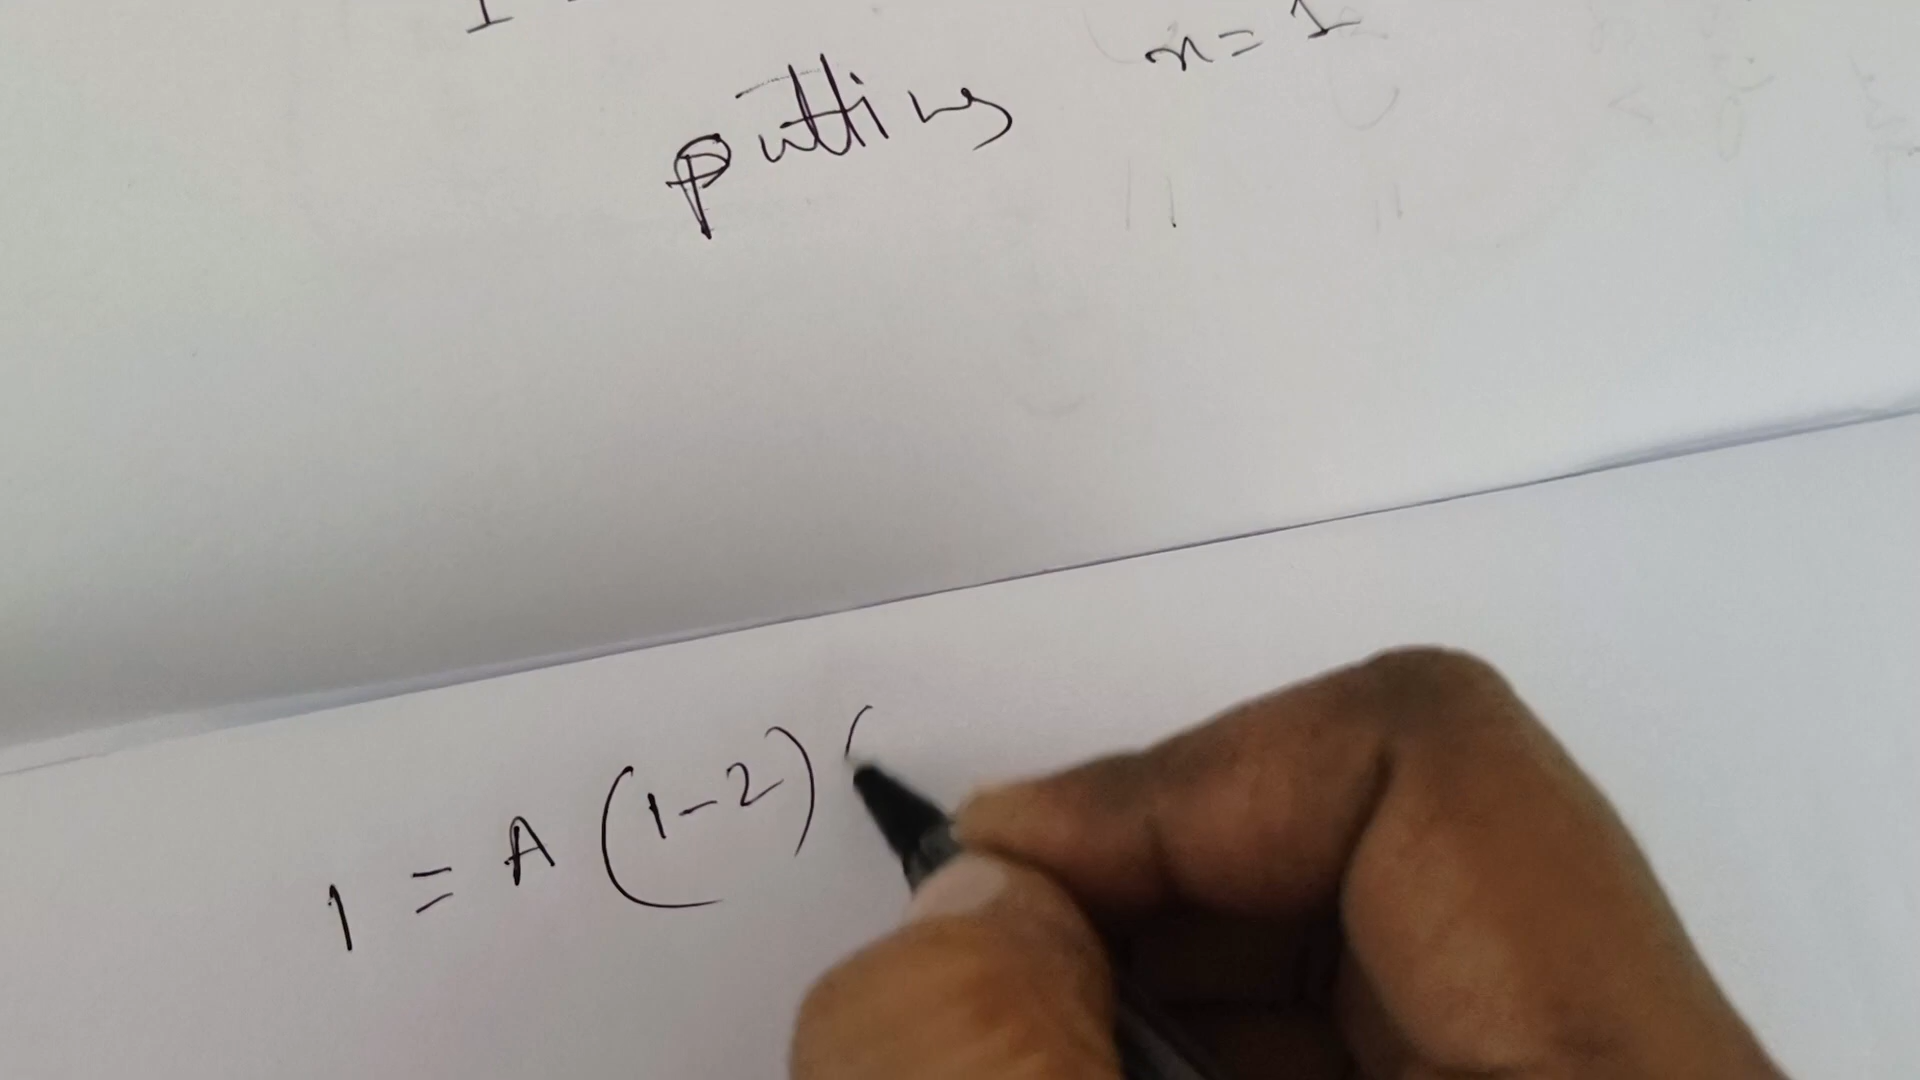 putting x = 1
1 = A (1-2) (